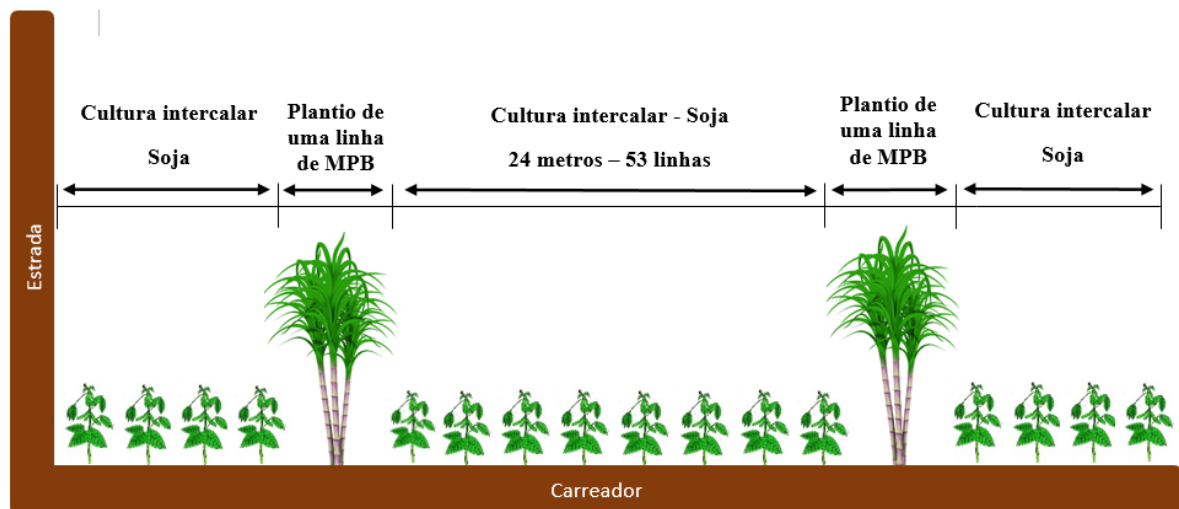 Cultura intercalar
Soja
Plantio de
uma linha
de MPB
Cultura intercalar - Soja
24 metros – 53 linhas
Plantio de
uma linha
de MPB
Cultura intercalar
Soja
Estrada
Carreador